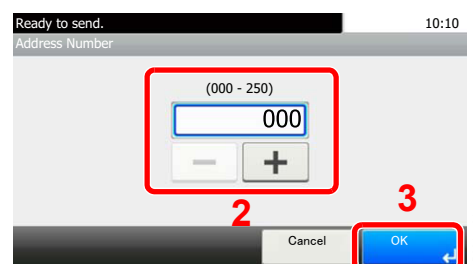 Ready to send. 10:10
Address Number
(000 - 250)
000
− +
2
3
Cancel OK